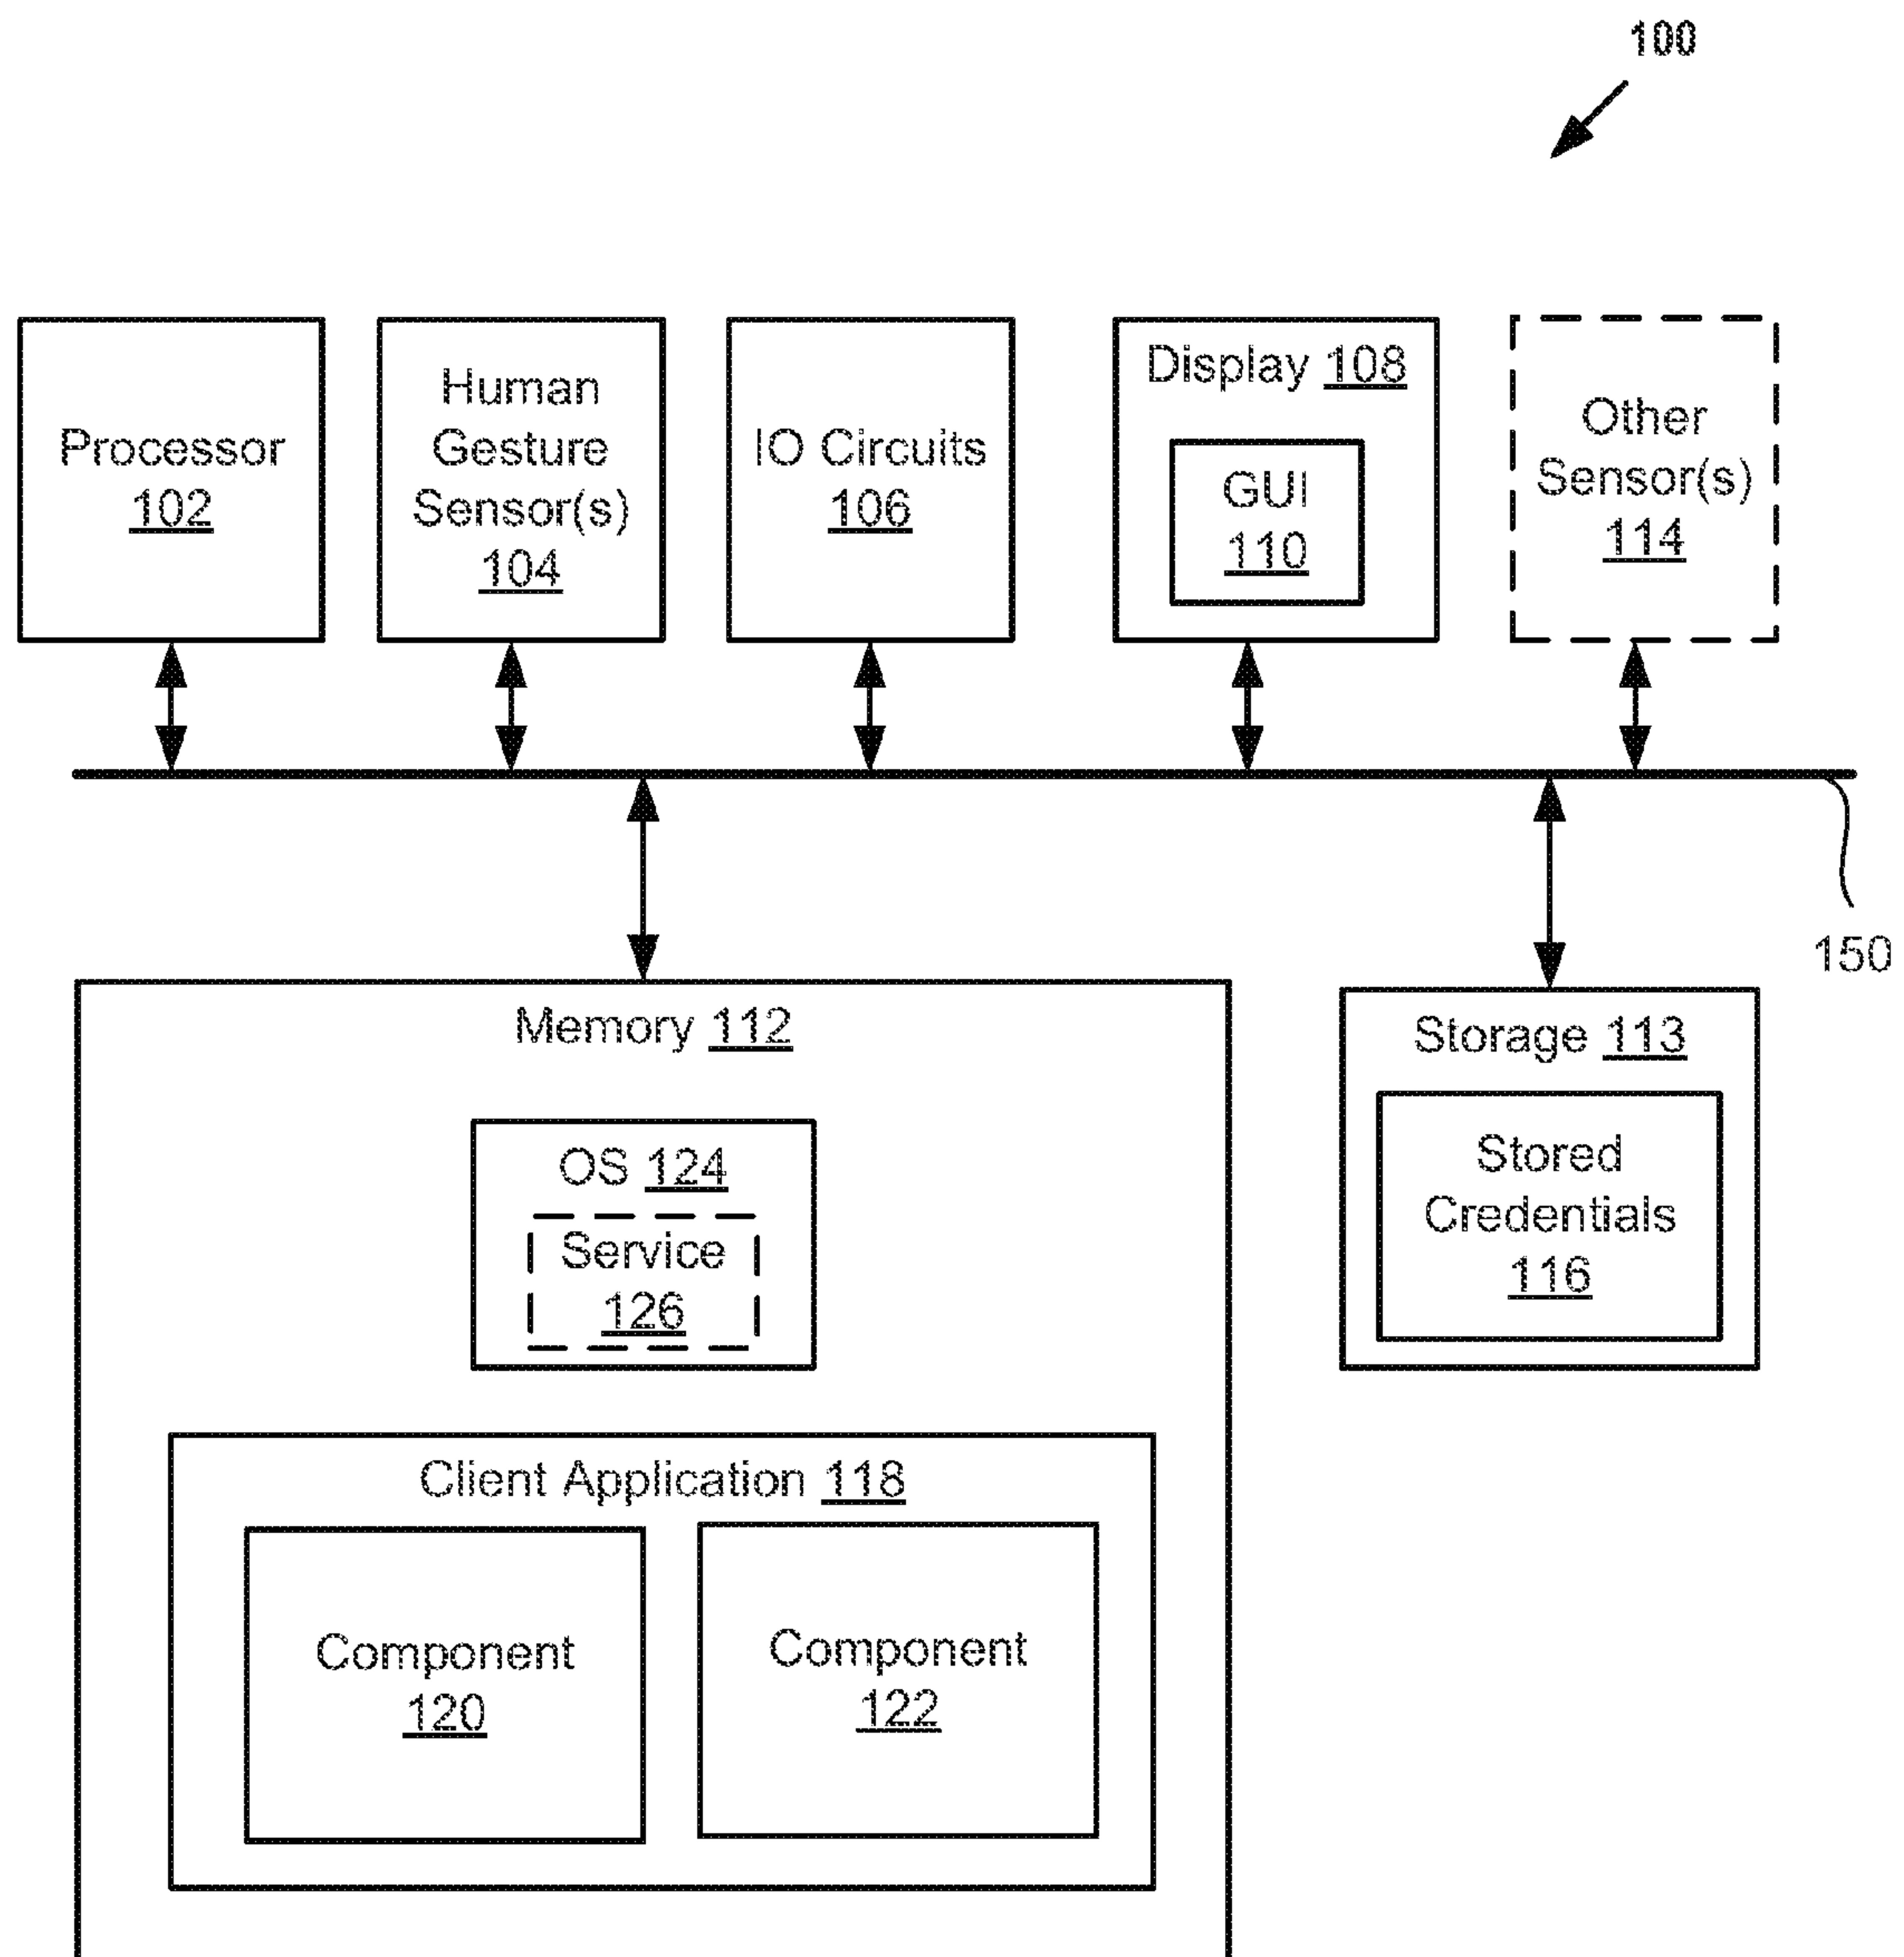 100
Processor
102
Human
Gesture
Sensor(s)
104
IO Circuits
106
Display 108
GUI
110
Other
Sensor(s)
114
150
Memory 112
OS 124
Service
126
Client Application 118
Component
120
Component
122
Storage 113
Stored
Credentials
116